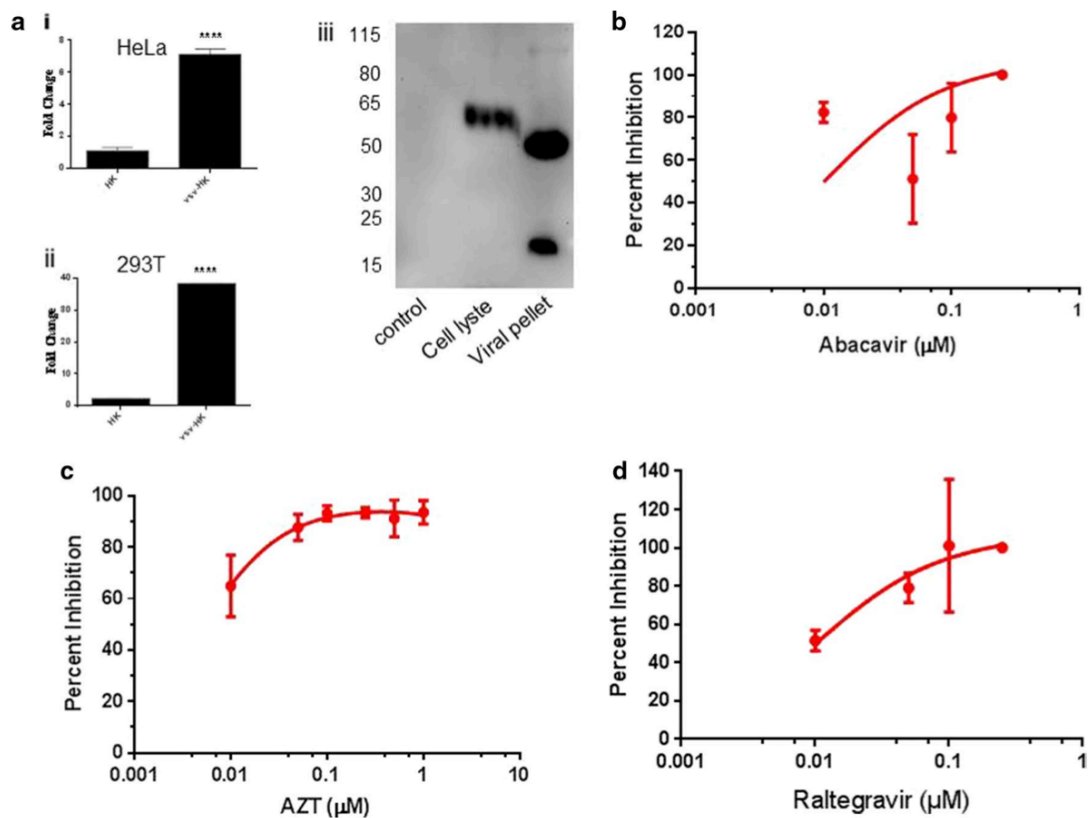 a
i
HeLa
****
Fold Change
8
6
4
2
0
HK
vsv-HK
ii
293T
****
Fold Change
40
30
20
10
0
HK
vsv-HK
iii
115
80
65
50
30
25
15
control
Cell lyste
Viral pellet
b
Percent Inhibition
120
100
80
60
40
20
0
0.001
0.01
0.1
1
Abacavir (µM)
c
Percent Inhibition
100
80
60
40
20
0
0.001
0.01
0.1
1
10
AZT (µM)
d
Percent Inhibition
140
120
100
80
60
40
20
0
0.001
0.01
0.1
1
Raltegravir (µM)